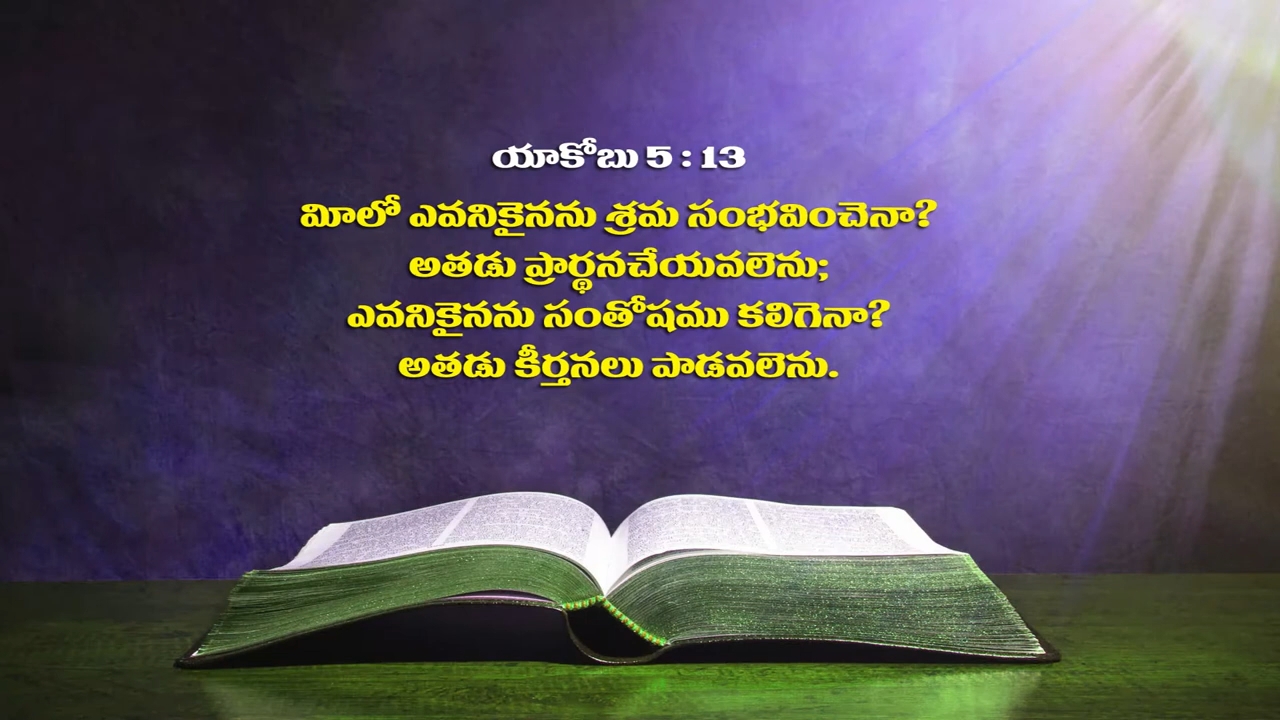 యాకోబు 5 : 13
మీలో ఎవనికైనను శ్రమ సంభవించెనా?
అతడు ప్రార్థనచేయవలెను;
ఎవనికైనను సంతోషము కలిగెనా?
అతడు కీర్తనలు పాడవలెను.